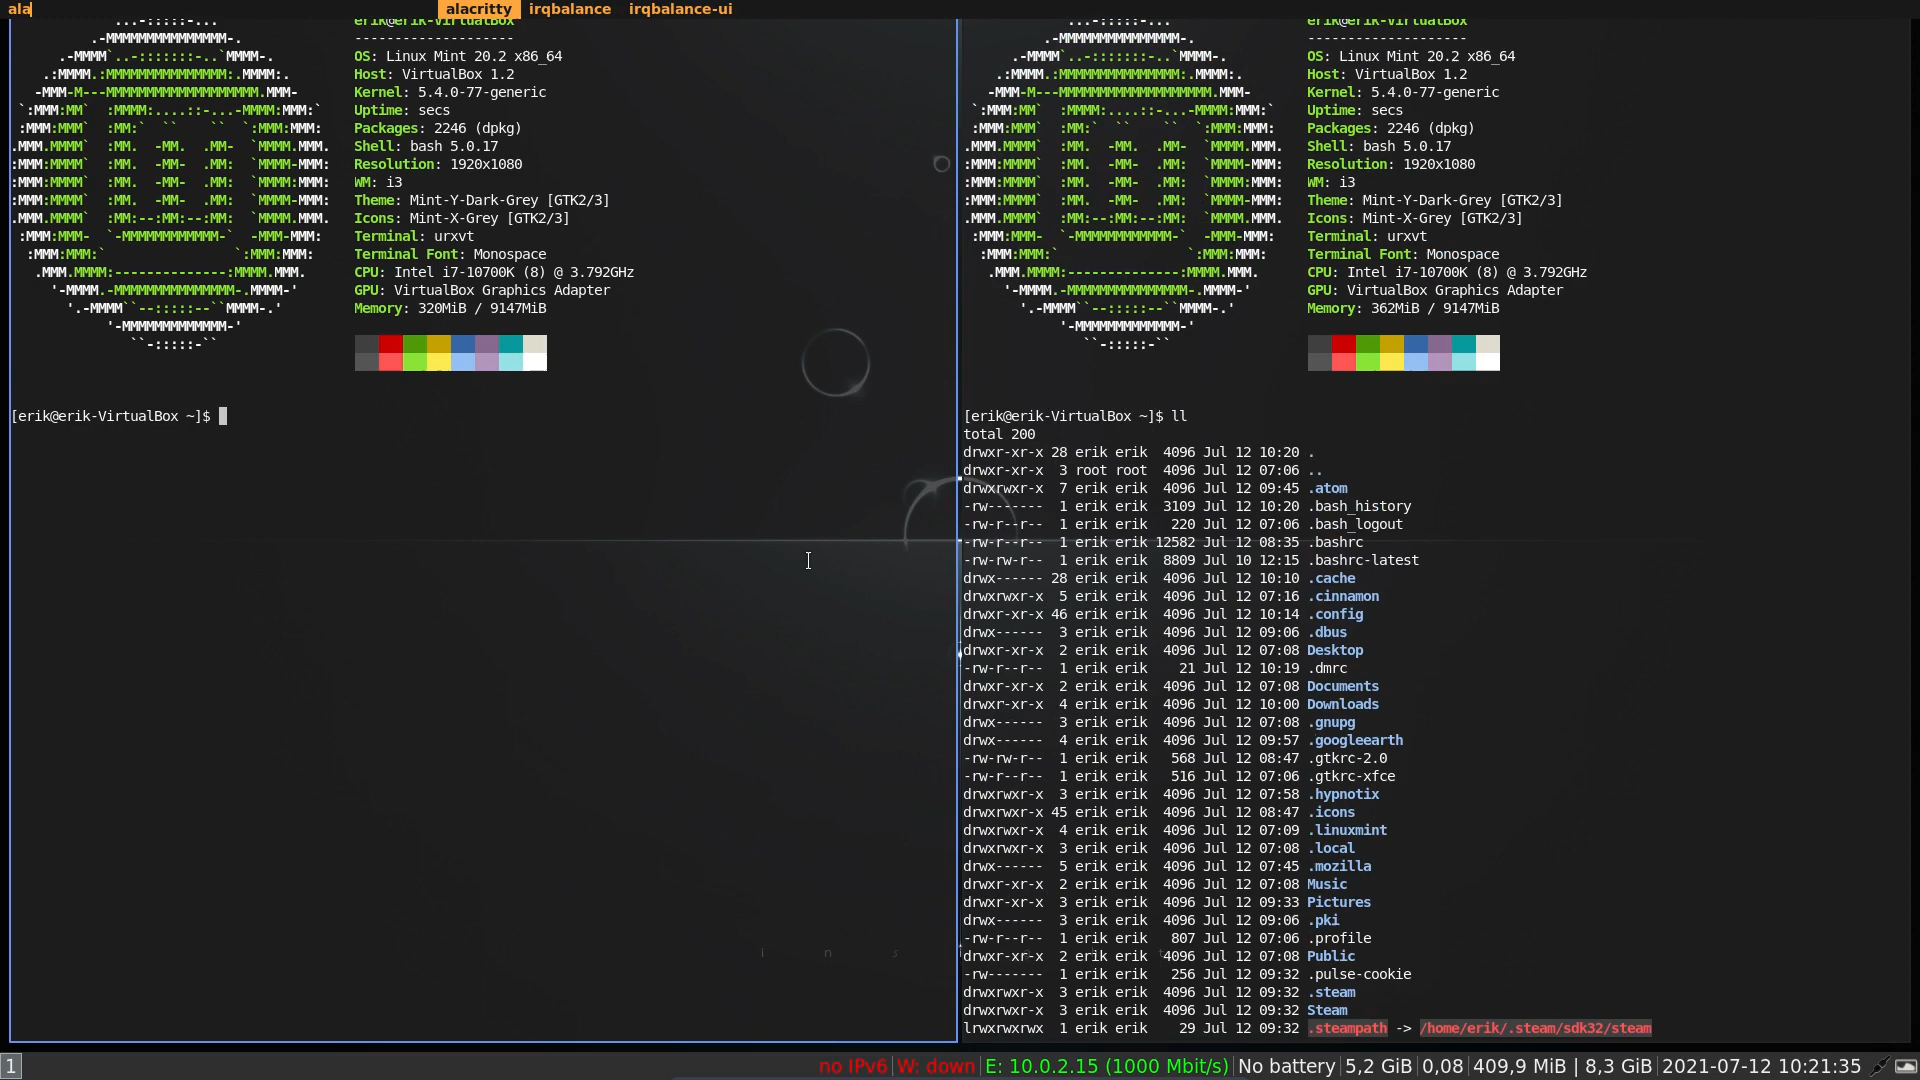 ala alacritty irqbalance irqbalance-ui
erik@erik-VirtualBox
-------------------
OS: Linux Mint 20.2 x86_64
Host: VirtualBox 1.2
Kernel: 5.4.0-77-generic
Uptime: secs
Packages: 2246 (dpkg)
Shell: bash 5.0.17
Resolution: 1920x1080
WM: i3
Theme: Mint-Y-Dark-Grey [GTK2/3]
Icons: Mint-X-Grey [GTK2/3]
Terminal: urxvt
Terminal Font: Monospace
CPU: Intel i7-10700K (8) @ 3.792GHz
GPU: VirtualBox Graphics Adapter
Memory: 320MiB / 9147MiB
[erik@erik-VirtualBox ~]$
erik@erik-VirtualBox
-------------------
OS: Linux Mint 20.2 x86_64
Host: VirtualBox 1.2
Kernel: 5.4.0-77-generic
Uptime: secs
Packages: 2246 (dpkg)
Shell: bash 5.0.17
Resolution: 1920x1080
WM: i3
Theme: Mint-Y-Dark-Grey [GTK2/3]
Icons: Mint-X-Grey [GTK2/3]
Terminal: urxvt
Terminal Font: Monospace
CPU: Intel i7-10700K (8) @ 3.792GHz
GPU: VirtualBox Graphics Adapter
Memory: 362MiB / 9147MiB
[erik@erik-VirtualBox ~]$ ll
total 200
drwxr-xr-x 28 erik erik  4096 Jul 12 10:20 .
drwxr-xr-x  3 root root  4096 Jul 12 07:06 ..
drwxrwxr-x  7 erik erik  4096 Jul 12 09:45 .atom
-rw-------  1 erik erik  3109 Jul 12 10:20 .bash_history
-rw-r--r--  1 erik erik   220 Jul 12 07:06 .bash_logout
-rw-r--r--  1 erik erik 12582 Jul 12 08:35 .bashrc
-rw-rw-r--  1 erik erik  8809 Jul 10 12:15 .bashrc-latest
drwx------ 28 erik erik  4096 Jul 12 10:10 .cache
drwxrwxr-x  5 erik erik  4096 Jul 12 07:16 .cinnamon
drwxr-xr-x 46 erik erik  4096 Jul 12 10:14 .config
drwx------  3 erik erik  4096 Jul 12 09:06 .dbus
drwxr-xr-x  2 erik erik  4096 Jul 12 07:08 Desktop
-rw-r--r--  1 erik erik    21 Jul 12 10:19 .dmrc
drwxr-xr-x  2 erik erik  4096 Jul 12 07:08 Documents
drwxr-xr-x  4 erik erik  4096 Jul 12 10:00 Downloads
drwx------  3 erik erik  4096 Jul 12 07:08 .gnupg
drwx------  4 erik erik  4096 Jul 12 09:57 .googleearth
-rw-rw-r--  1 erik erik   568 Jul 12 08:47 .gtkrc-2.0
-rw-r--r--  1 erik erik   516 Jul 12 07:06 .gtkrc-xfce
drwxrwxr-x  3 erik erik  4096 Jul 12 07:58 .hypnotix
drwxrwxr-x 45 erik erik  4096 Jul 12 08:47 .icons
drwxrwxr-x  4 erik erik  4096 Jul 12 07:09 .linuxmint
drwxrwxr-x  3 erik erik  4096 Jul 12 07:08 .local
drwx------  5 erik erik  4096 Jul 12 07:45 .mozilla
drwxr-xr-x  2 erik erik  4096 Jul 12 07:08 Music
drwxr-xr-x  3 erik erik  4096 Jul 12 09:33 Pictures
drwx------  3 erik erik  4096 Jul 12 09:06 .pki
-rw-r--r--  1 erik erik   807 Jul 12 07:06 .profile
drwxr-xr-x  2 erik erik  4096 Jul 12 07:08 Public
-rw-------  1 erik erik   256 Jul 12 09:32 .pulse-cookie
drwxrwxr-x  3 erik erik  4096 Jul 12 09:32 .steam
drwxrwxr-x  3 erik erik  4096 Jul 12 09:32 Steam
lrwxrwxrwx  1 erik erik    29 Jul 12 09:32 .steampath -> /home/erik/.steam/sdk32/steam
1 no IPv6 | W: down | E: 10.0.2.15 (1000 Mbit/s) | No battery | 5,2 GiB | 0,08 | 409,9 MiB | 8,3 GiB | 2021-07-12 10:21:35